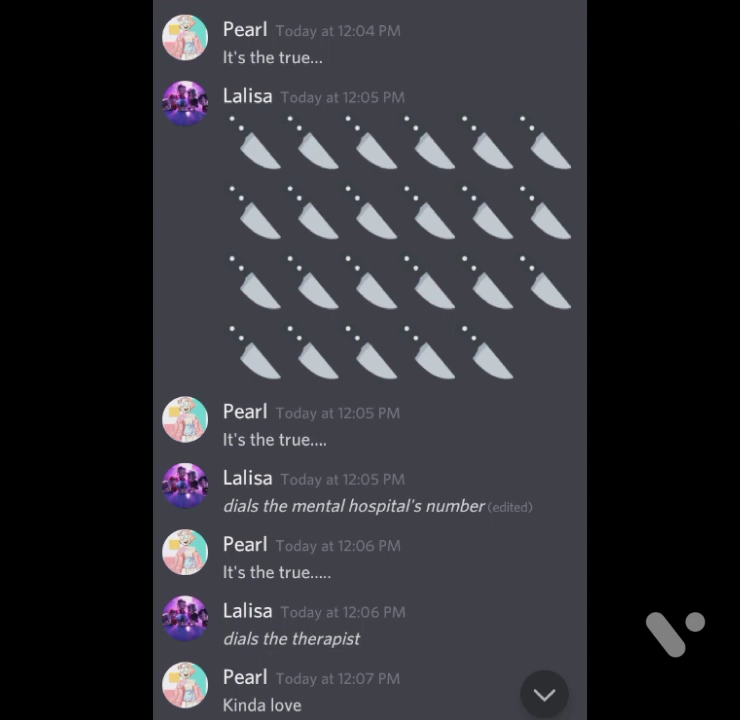 Pearl Today at 12:04 PM
It's the true...
Lalisa Today at 12:05 PM
Pearl Today at 12:05 PM
It's the true....
Lalisa Today at 12:05 PM
dials the mental hospital's number (edited)
Pearl Today at 12:06 PM
It's the true.....
Lalisa Today at 12:06 PM
dials the therapist
Pearl Today at 12:07 PM
Kinda love